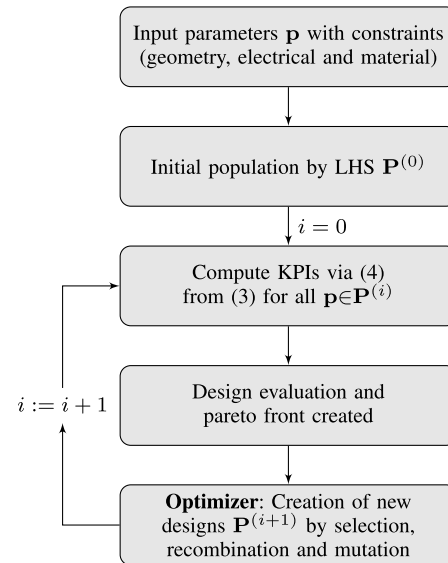 Input parameters p with constraints
(geometry, electrical and material)
Initial population by LHS P^(0)
i = 0
Compute KPIs via (4)
from (3) for all p∈P^(i)
Design evaluation and
pareto front created
i := i + 1
Optimizer: Creation of new
designs P^(i+1) by selection,
recombination and mutation